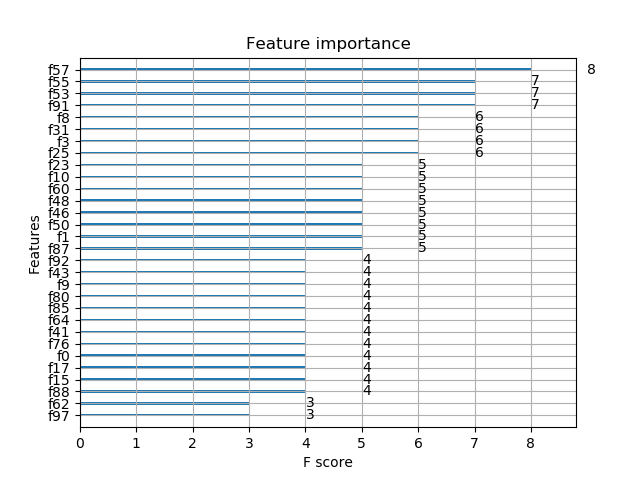 Feature importance
f57 8
f55 7
f53 7
f91 7
f8 6
f31 6
f3 6
f25 6
f23 5
f10 5
f60 5
f48 5
f46 5
f50 5
f1 5
f87 5
f92 4
f43 4
f9 4
f80 4
f85 4
f64 4
f41 4
f76 4
f0 4
f17 4
f15 4
f88 4
f62 3
f97 3
Features
0 1 2 3 4 5 6 7 8
F score